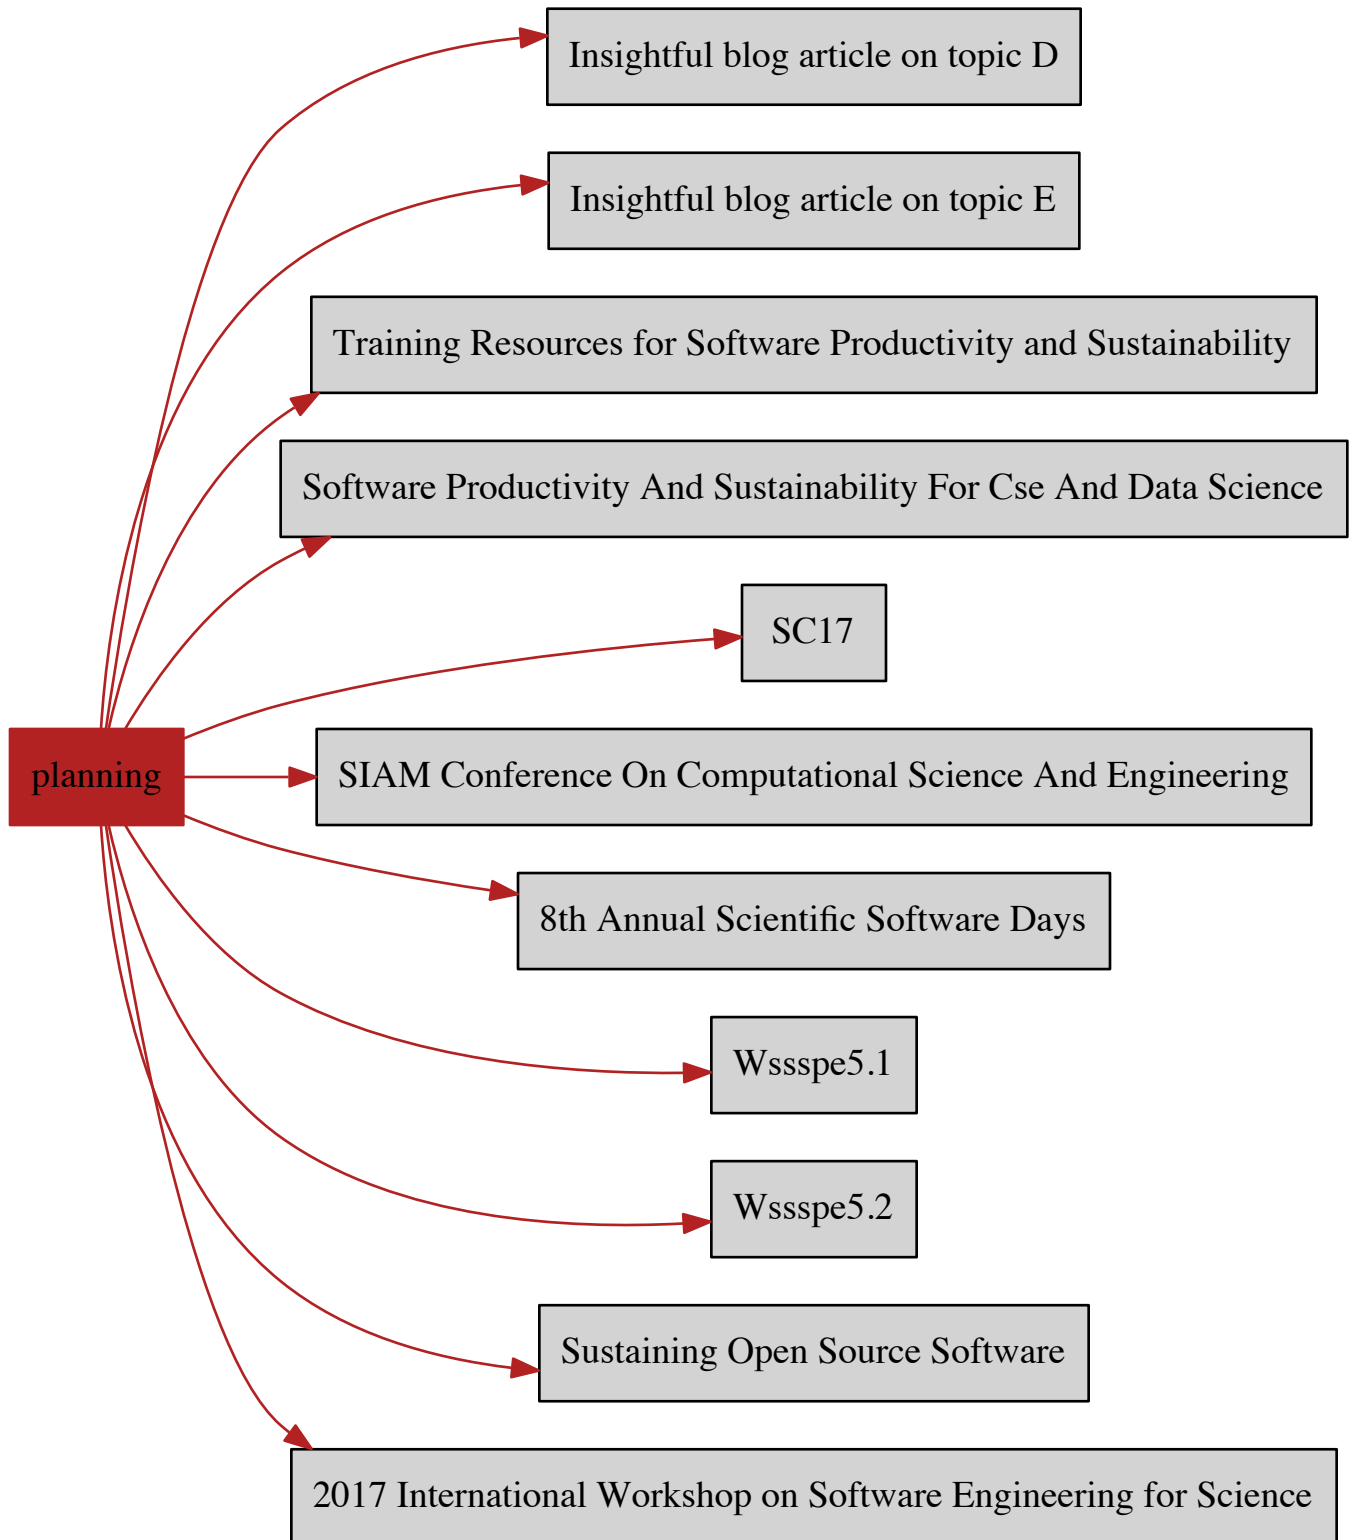 Insightful blog article on topic D
Insightful blog article on topic E
Training Resources for Software Productivity and Sustainability
Software Productivity And Sustainability For Cse And Data Science
SC17
planning
SIAM Conference On Computational Science And Engineering
8th Annual Scientific Software Days
Wssspe5.1
Wssspe5.2
Sustaining Open Source Software
2017 International Workshop on Software Engineering for Science